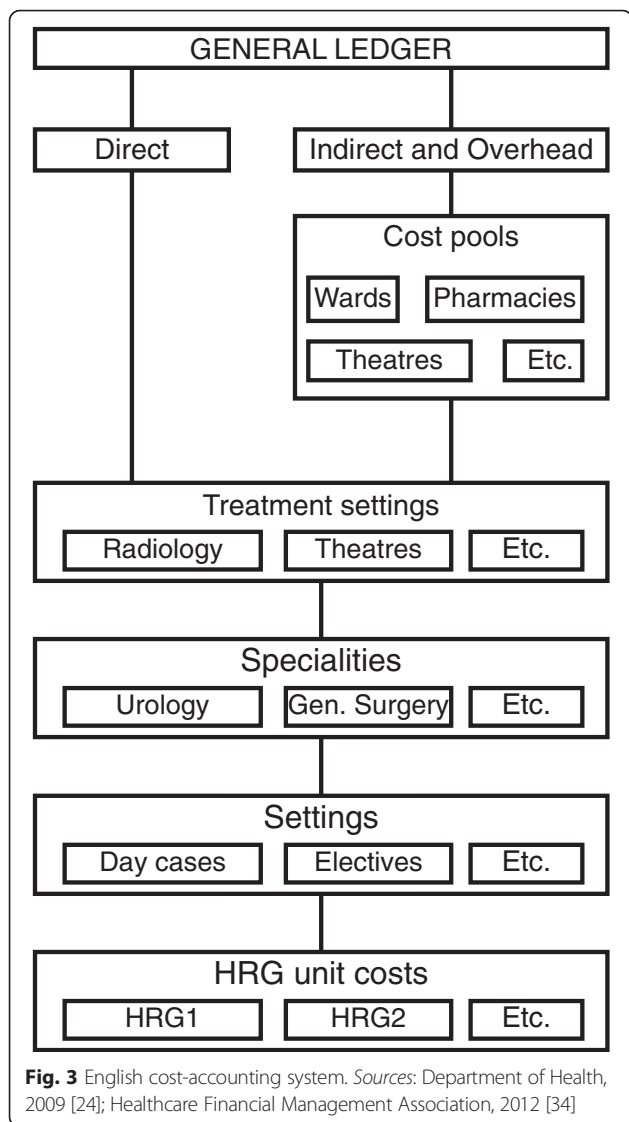 GENERAL LEDGER
Direct
Indirect and Overhead
Cost pools
Wards
Pharmacies
Theatres
Etc.
Treatment settings
Radiology
Theatres
Etc.
Specialities
Urology
Gen. Surgery
Etc.
Settings
Day cases
Electives
Etc.
HRG unit costs
HRG1
HRG2
Etc.
Fig. 3 English cost-accounting system. Sources: Department of Health,
2009 [24]; Healthcare Financial Management Association, 2012 [34]